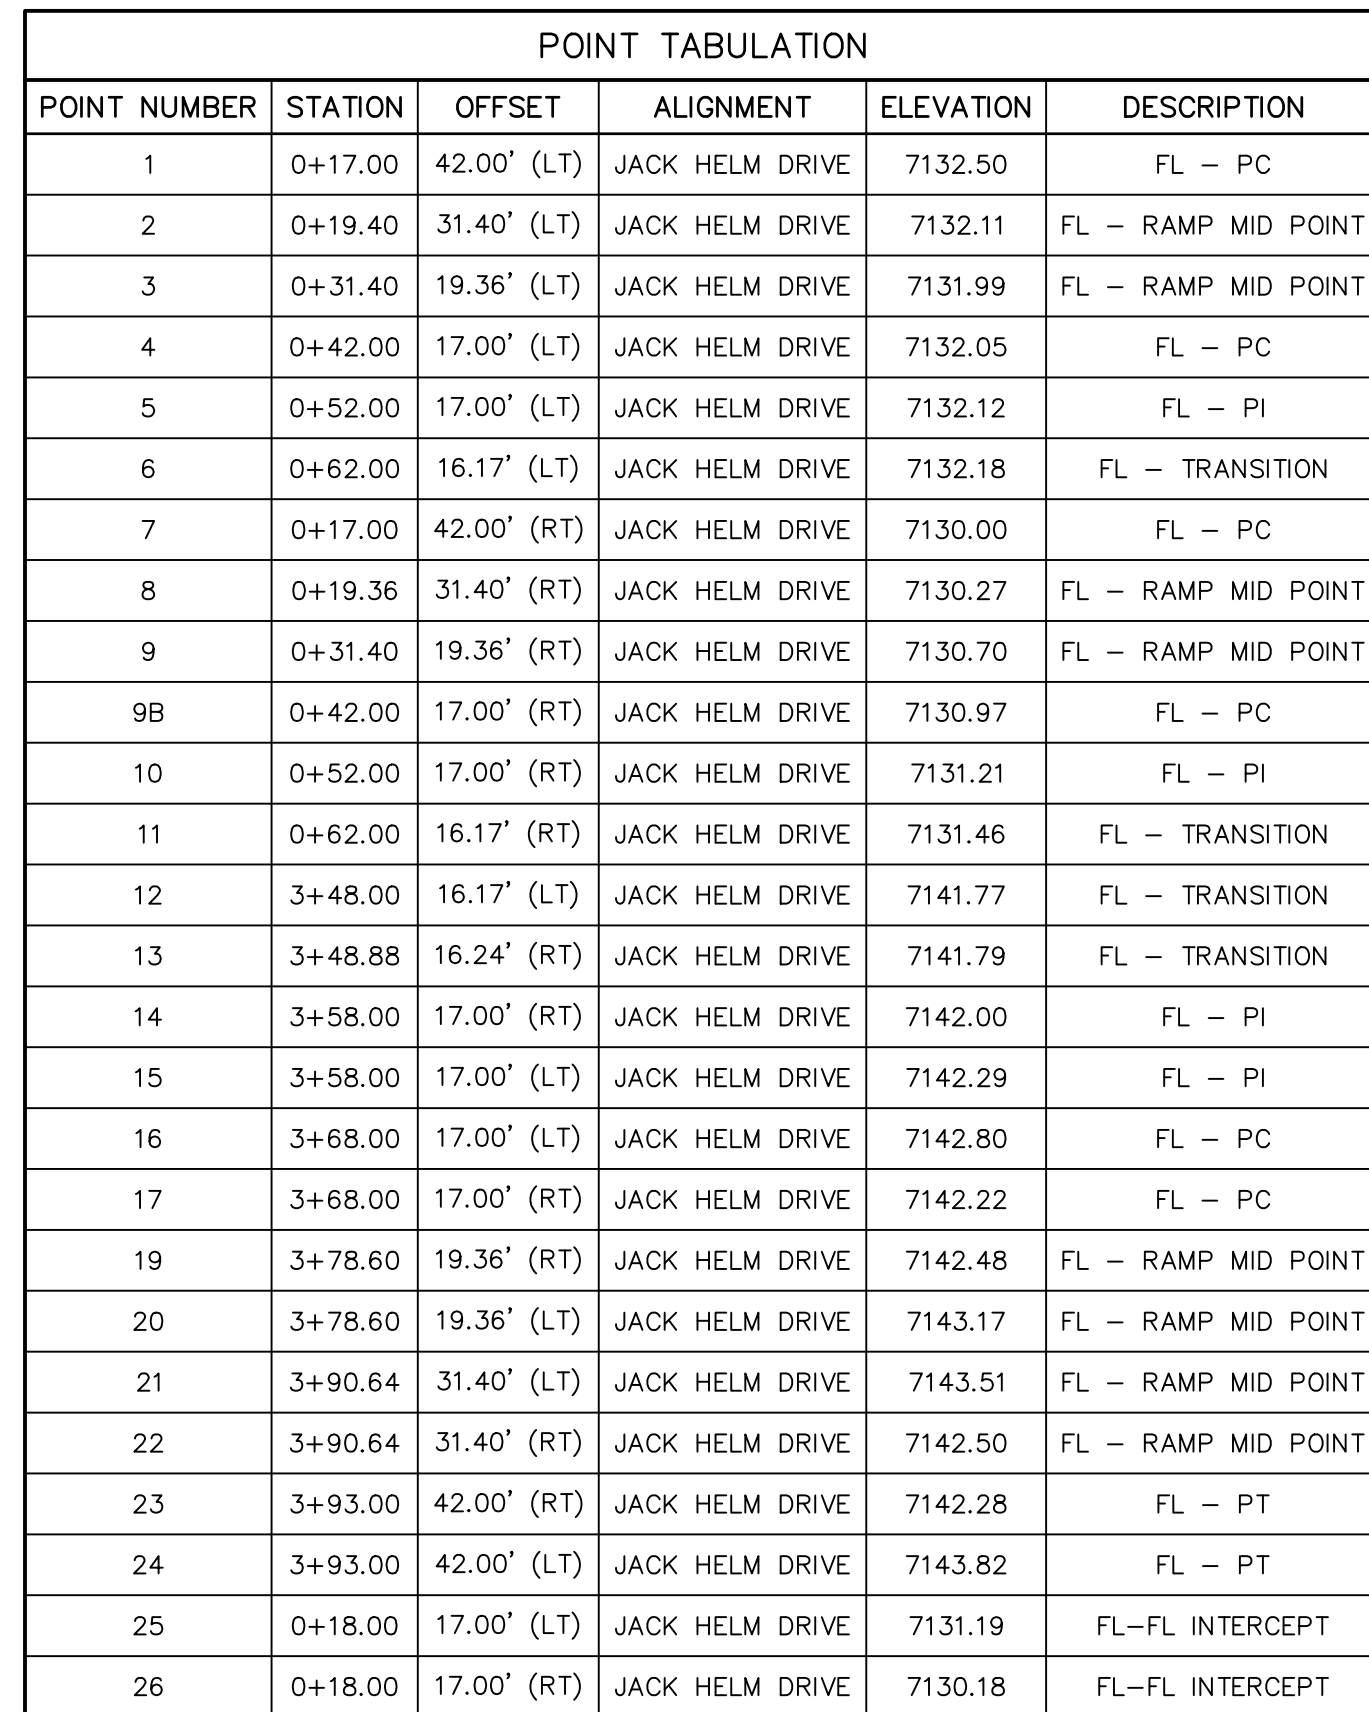 POINT TABULATION
POINT NUMBER STATION OFFSET ALIGNMENT ELEVATION DESCRIPTION
1 0+17.00 42.00' (LT) JACK HELM DRIVE 7132.50 FL – PC
2 0+19.40 31.40' (LT) JACK HELM DRIVE 7132.11 FL – RAMP MID POINT
3 0+31.40 19.36' (LT) JACK HELM DRIVE 7131.99 FL – RAMP MID POINT
4 0+42.00 17.00' (LT) JACK HELM DRIVE 7132.05 FL – PC
5 0+52.00 17.00' (LT) JACK HELM DRIVE 7132.12 FL – PI
6 0+62.00 16.17' (LT) JACK HELM DRIVE 7132.18 FL – TRANSITION
7 0+17.00 42.00' (RT) JACK HELM DRIVE 7130.00 FL – PC
8 0+19.36 31.40' (RT) JACK HELM DRIVE 7130.27 FL – RAMP MID POINT
9 0+31.40 19.36' (RT) JACK HELM DRIVE 7130.70 FL – RAMP MID POINT
9B 0+42.00 17.00' (RT) JACK HELM DRIVE 7130.97 FL – PC
10 0+52.00 17.00' (RT) JACK HELM DRIVE 7131.21 FL – PI
11 0+62.00 16.17' (RT) JACK HELM DRIVE 7131.46 FL – TRANSITION
12 3+48.00 16.17' (LT) JACK HELM DRIVE 7141.77 FL – TRANSITION
13 3+48.88 16.24' (RT) JACK HELM DRIVE 7141.79 FL – TRANSITION
14 3+58.00 17.00' (RT) JACK HELM DRIVE 7142.00 FL – PI
15 3+58.00 17.00' (LT) JACK HELM DRIVE 7142.29 FL – PI
16 3+68.00 17.00' (LT) JACK HELM DRIVE 7142.80 FL – PC
17 3+68.00 17.00' (RT) JACK HELM DRIVE 7142.22 FL – PC
19 3+78.60 19.36' (RT) JACK HELM DRIVE 7142.48 FL – RAMP MID POINT
20 3+78.60 19.36' (LT) JACK HELM DRIVE 7143.17 FL – RAMP MID POINT
21 3+90.64 31.40' (LT) JACK HELM DRIVE 7143.51 FL – RAMP MID POINT
22 3+90.64 31.40' (RT) JACK HELM DRIVE 7142.50 FL – RAMP MID POINT
23 3+93.00 42.00' (RT) JACK HELM DRIVE 7142.28 FL – PT
24 3+93.00 42.00' (LT) JACK HELM DRIVE 7143.82 FL – PT
25 0+18.00 17.00' (LT) JACK HELM DRIVE 7131.19 FL–FL INTERCEPT
26 0+18.00 17.00' (RT) JACK HELM DRIVE 7130.18 FL–FL INTERCEPT